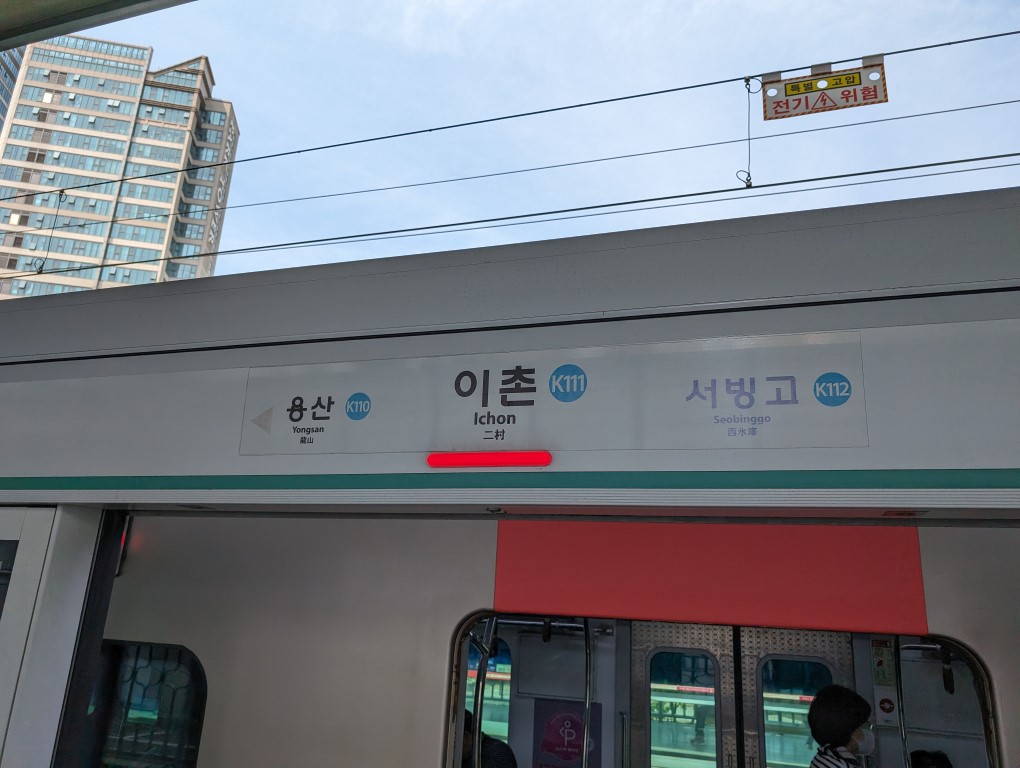 특별 고압
전기 위험
용산 K110
Yongsan
龍山
이촌 K111
Ichon
二村
서빙고 K112
Seobinggo
西氷庫